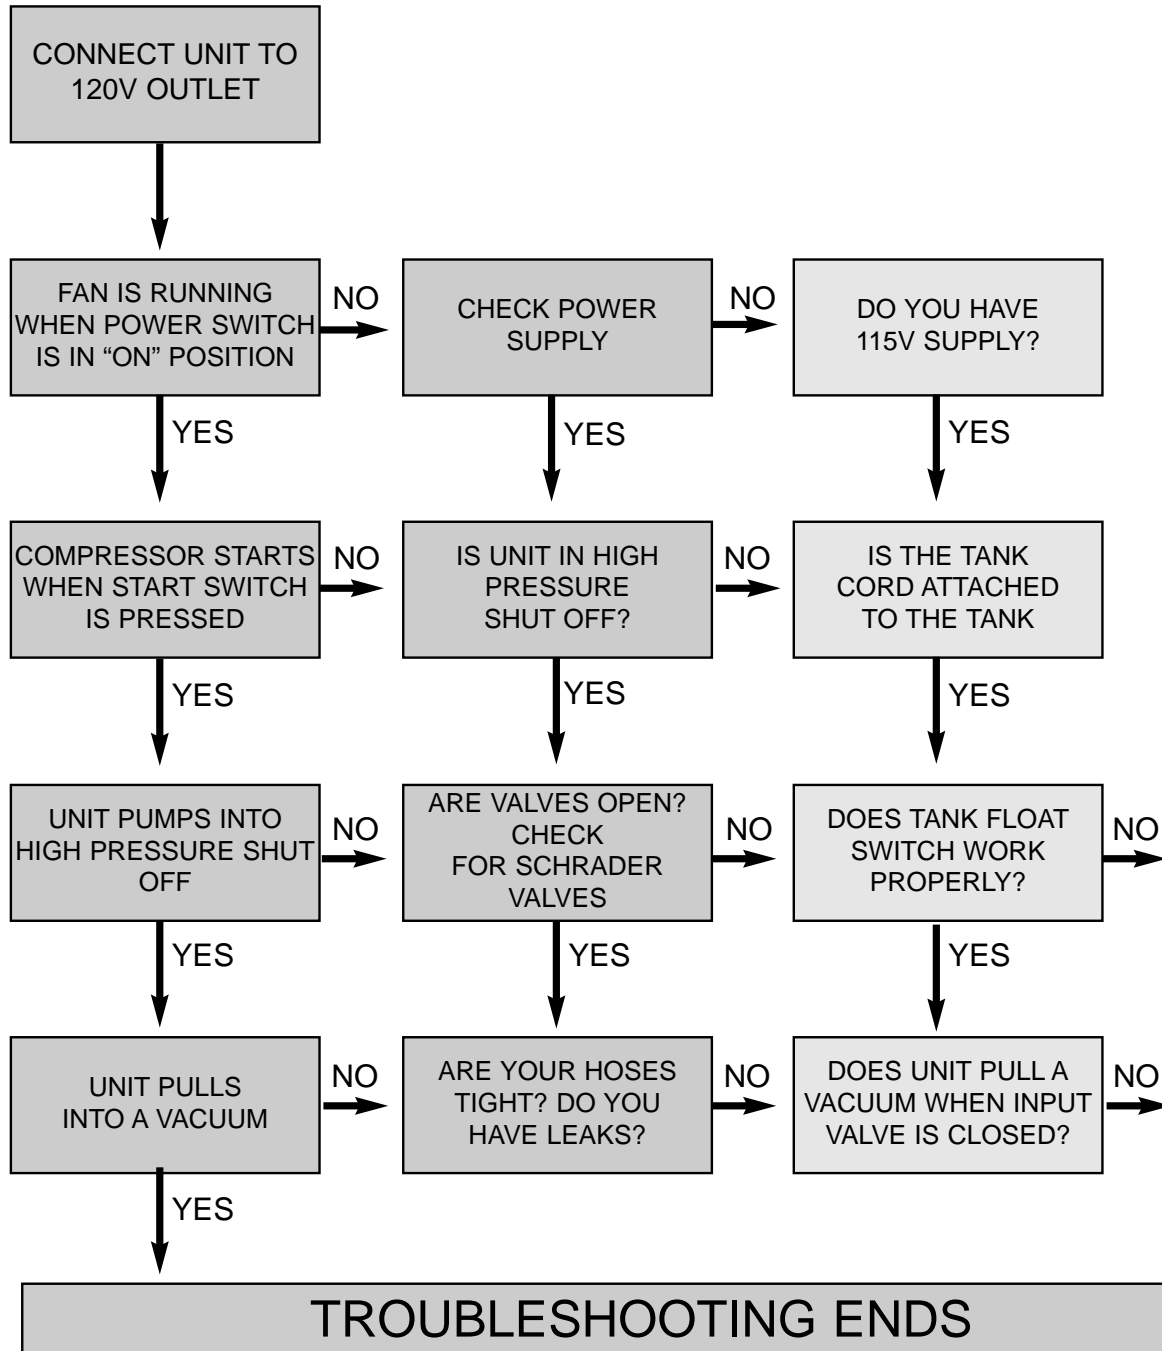 CONNECT UNIT TO
120V OUTLET
FAN IS RUNNING
WHEN POWER SWITCH
IS IN “ON” POSITION
NO
CHECK POWER
SUPPLY
NO
DO YOU HAVE
115V SUPPLY?
YES
YES
YES
COMPRESSOR STARTS
WHEN START SWITCH
IS PRESSED
NO
IS UNIT IN HIGH
PRESSURE
SHUT OFF?
NO
IS THE TANK
CORD ATTACHED
TO THE TANK
YES
YES
YES
UNIT PUMPS INTO
HIGH PRESSURE SHUT
OFF
NO
ARE VALVES OPEN?
CHECK
FOR SCHRADER
VALVES
NO
DOES TANK FLOAT
SWITCH WORK
PROPERLY?
NO
YES
YES
YES
UNIT PULLS
INTO A VACUUM
NO
ARE YOUR HOSES
TIGHT? DO YOU
HAVE LEAKS?
NO
DOES UNIT PULL A
VACUUM WHEN INPUT
VALVE IS CLOSED?
NO
YES
TROUBLESHOOTING ENDS